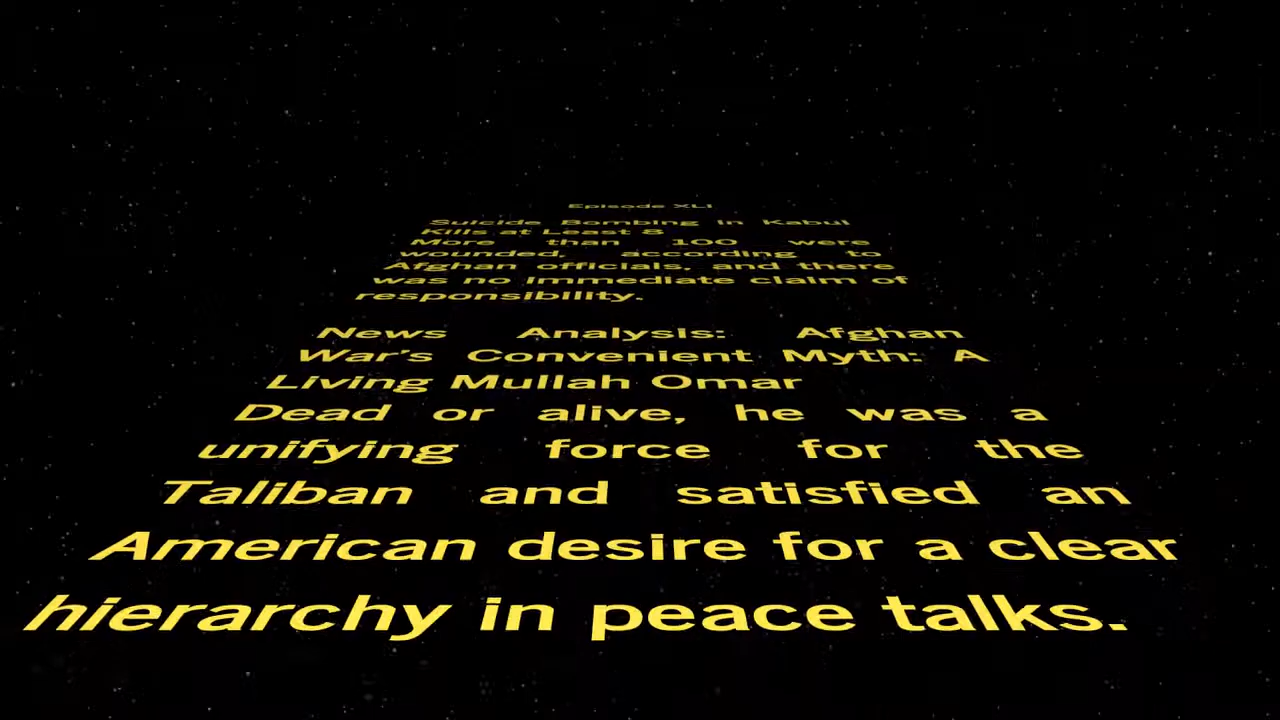 Episode XLI
Suicide Bombing in Kabul
Kills at Least 8
More than 100 were
wounded, according to
Afghan officials, and there
was no immediate claim of
responsibility.
News Analysis: Afghan
War's Convenient Myth: A
Living Mullah Omar
Dead or alive, he was a
unifying force for the
Taliban and satisfied an
American desire for a clear
hierarchy in peace talks.